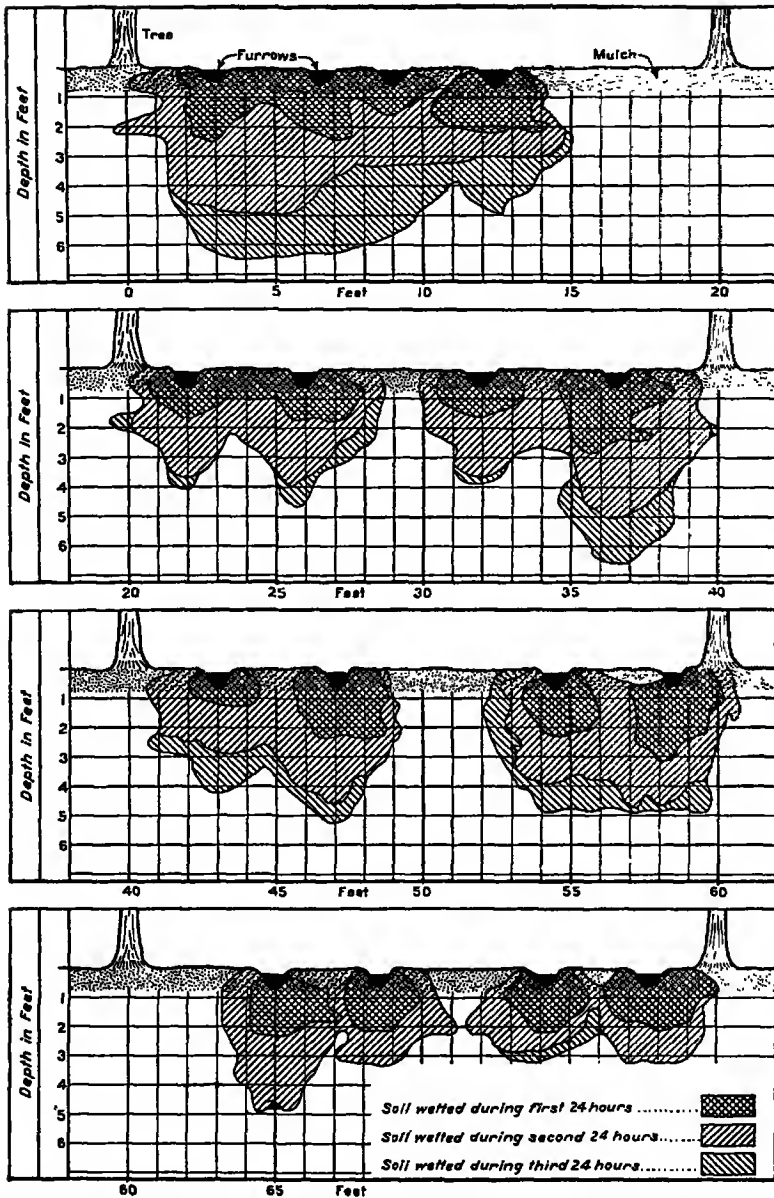 Tree
Furrows
Mulch
Depth in Feet
1
2
3
4
5
6
0 5 Feet 10 15 20
Depth in Feet
1
2
3
4
5
6
20 25 Feet 30 35 40
Depth in Feet
1
2
3
4
5
6
40 45 Feet 50 55 60
Depth in Feet
1
2
3
4
5
6
Soil wetted during first 24 hours ..........
Soil wetted during second 24 hours........
Soil wetted during third 24 hours ........
60 65 Feet